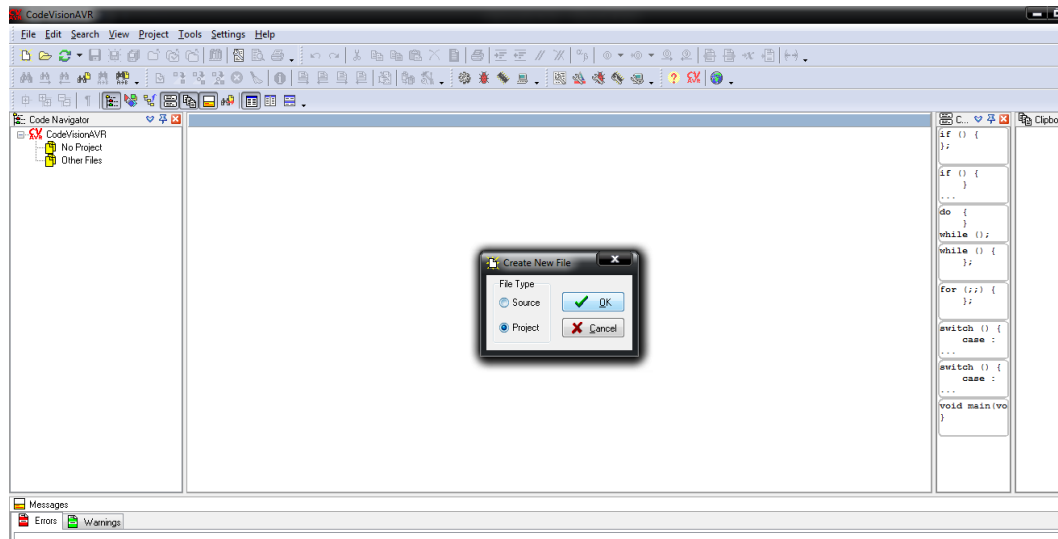 CodeVisionAVR
File Edit Search View Project Tools Settings Help
Code Navigator
CodeVisionAVR
No Project
Other Files
Create New File
File Type
Source
Project
OK
Cancel
C...
if () {
};
if () {
}
...
do {
}
while ();
while () {
};
for (;;) {
};
switch () {
case :
...
switch () {
case :
...
void main(vo
}
Clipbo
Messages
Errors Warnings